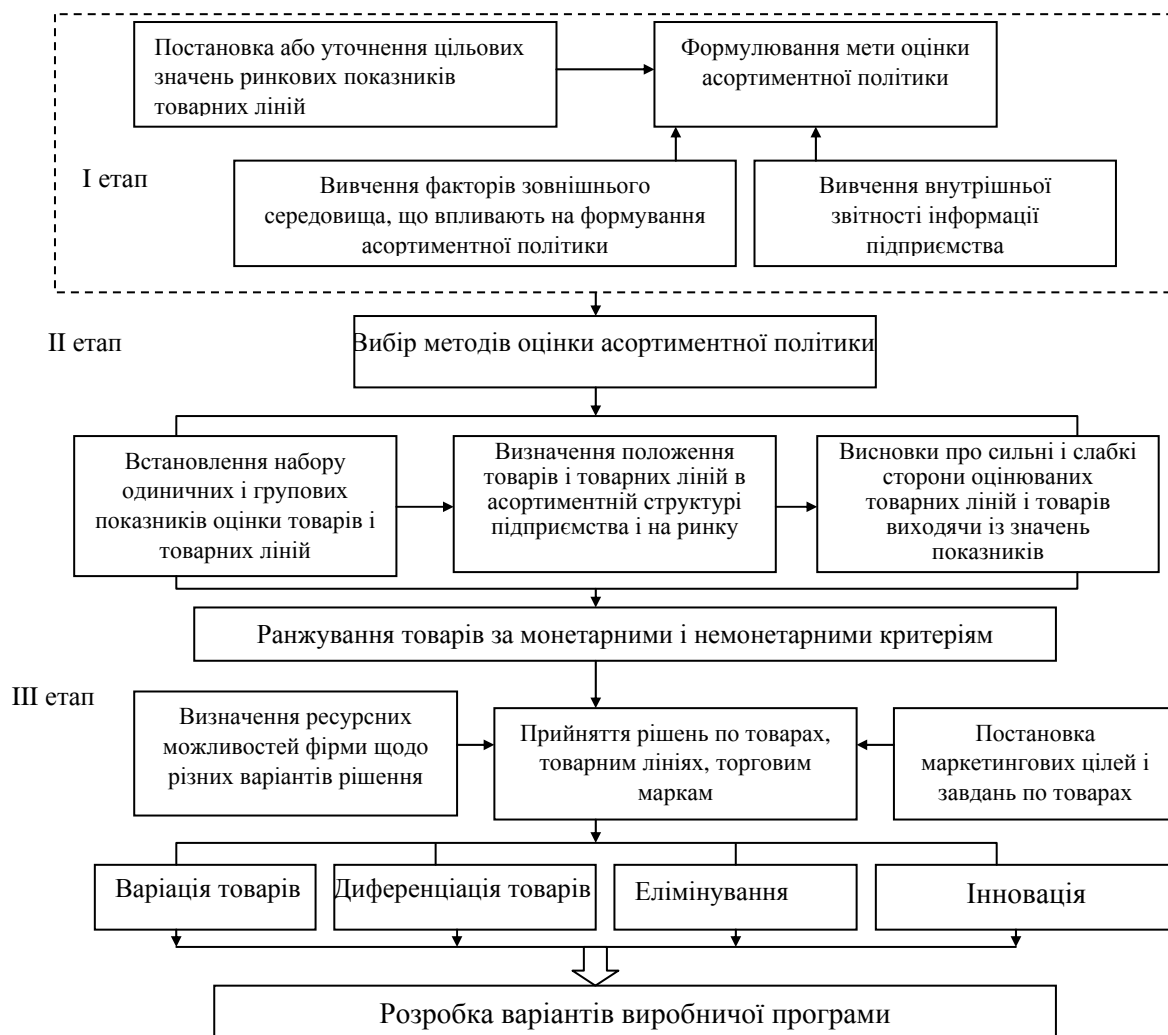 Постановка або уточнення цільових
значень ринкових показників
товарних ліній
Формулювання мети оцінки
асортиментної політики
I етап
Вивчення факторів зовнішнього
середовища, що впливають на формування
асортиментної політики
Вивчення внутрішньої
звітності інформації
підприємства
II етап
Вибір методів оцінки асортиментної політики
Встановлення набору
одиничних і групових
показників оцінки товарів і
товарних ліній
Визначення положення
товарів і товарних ліній в
асортиментній структурі
підприємства і на ринку
Висновки про сильні і слабкі
сторони оцінюваних
товарних ліній і товарів
виходячи із значень
показників
Ранжування товарів за монетарними і немонетарними критеріям
III етап
Визначення ресурсних
можливостей фірми щодо
різних варіантів рішення
Прийняття рішень по товарах,
товарним лініях, торговим
маркам
Постановка
маркетингових цілей і
завдань по товарах
Варіація товарів
Диференціація товарів
Елімінування
Інновація
Розробка варіантів виробничої програми